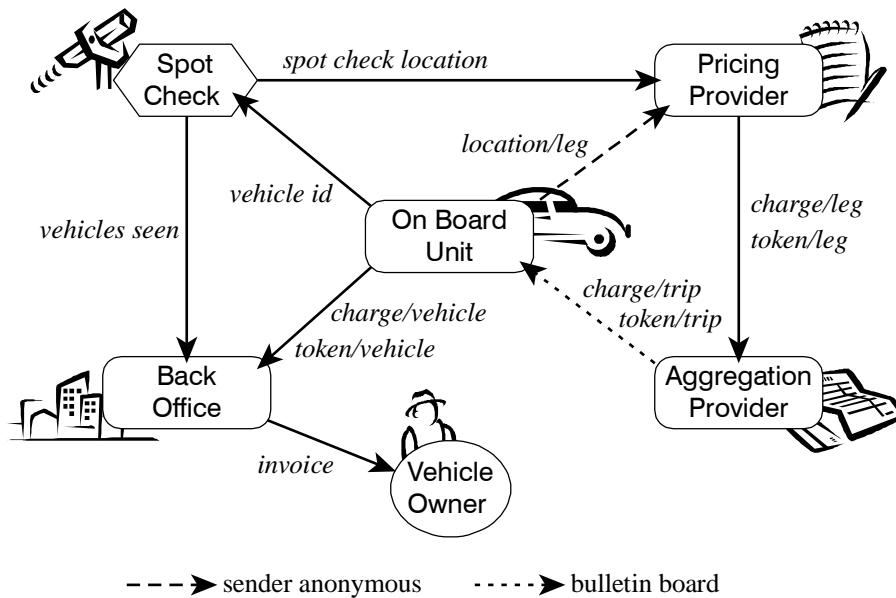 Spot
Check
spot check location
Pricing
Provider
location/leg
vehicle id
vehicles seen
On Board
Unit
charge/leg
token/leg
charge/trip
token/trip
charge/vehicle
token/vehicle
Back
Office
Aggregation
Provider
invoice
Vehicle
Owner
sender anonymous
bulletin board